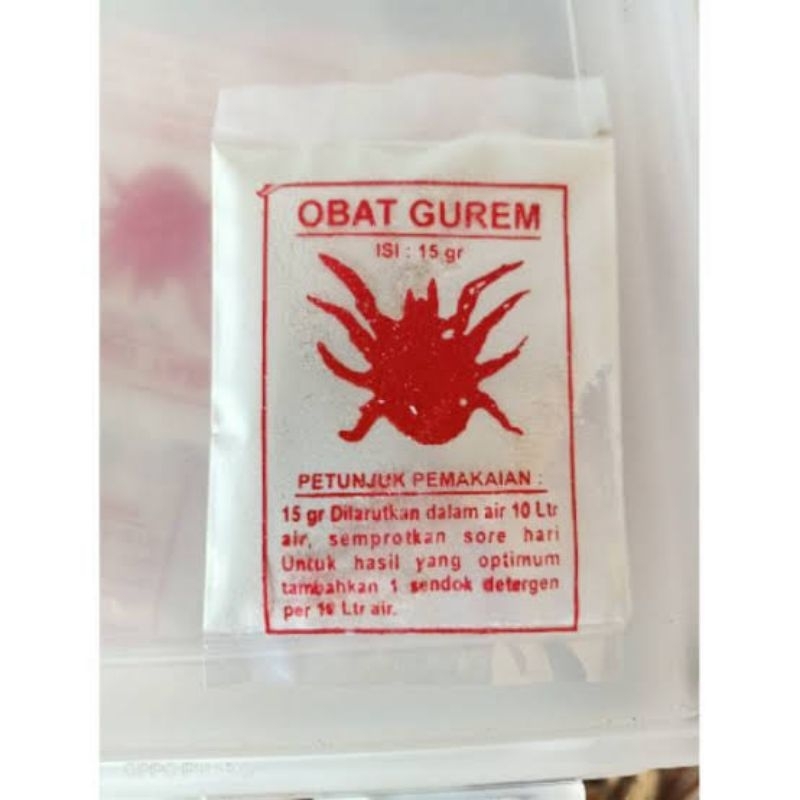 OBAT GUREM
ISI : 15 gr
PETUNJUK PEMAKAIAN :
15 gr Dilarutkan dalam air 10 Ltr
air, semprotkan sore hari
Untuk hasil yang optimum
tambahkan 1 sendok detergen
per 10 Ltr air.